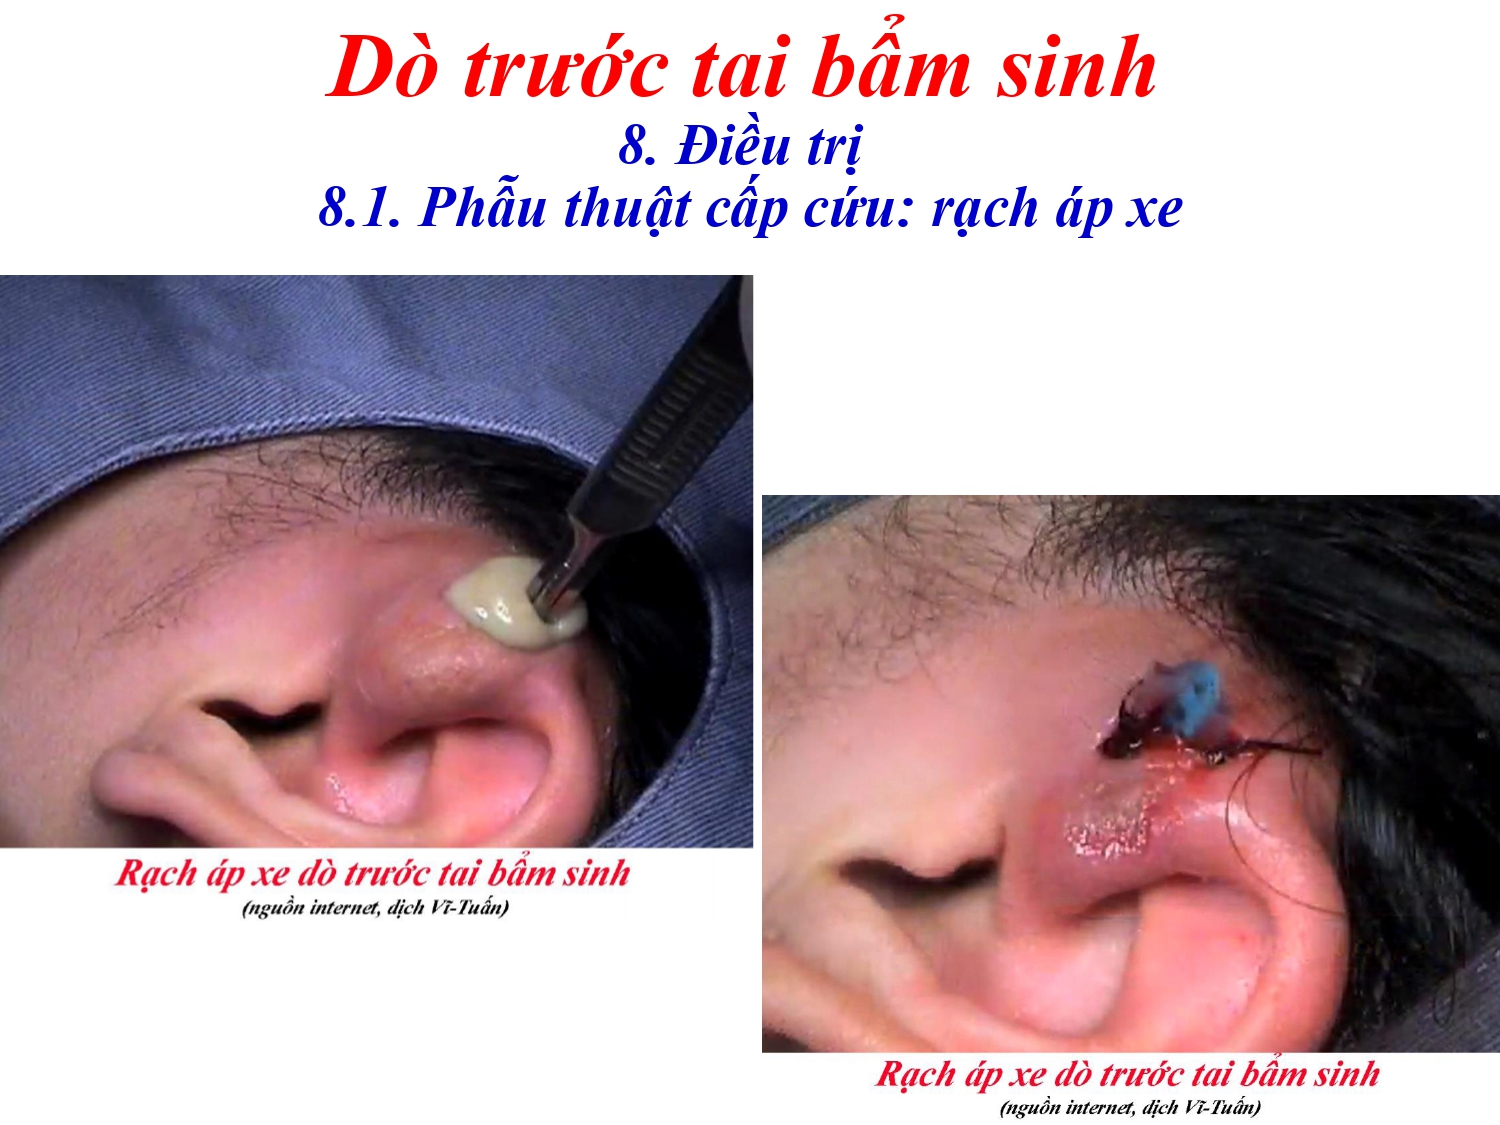 Dò trước tai bẩm sinh
8. Điều trị
8.1. Phẫu thuật cấp cứu: rạch áp xe
Rạch áp xe dò trước tai bẩm sinh
(nguồn internet, dịch Vĩ-Tuấn)
Rạch áp xe dò trước tai bẩm sinh
(nguồn internet, dịch Vĩ-Tuấn)